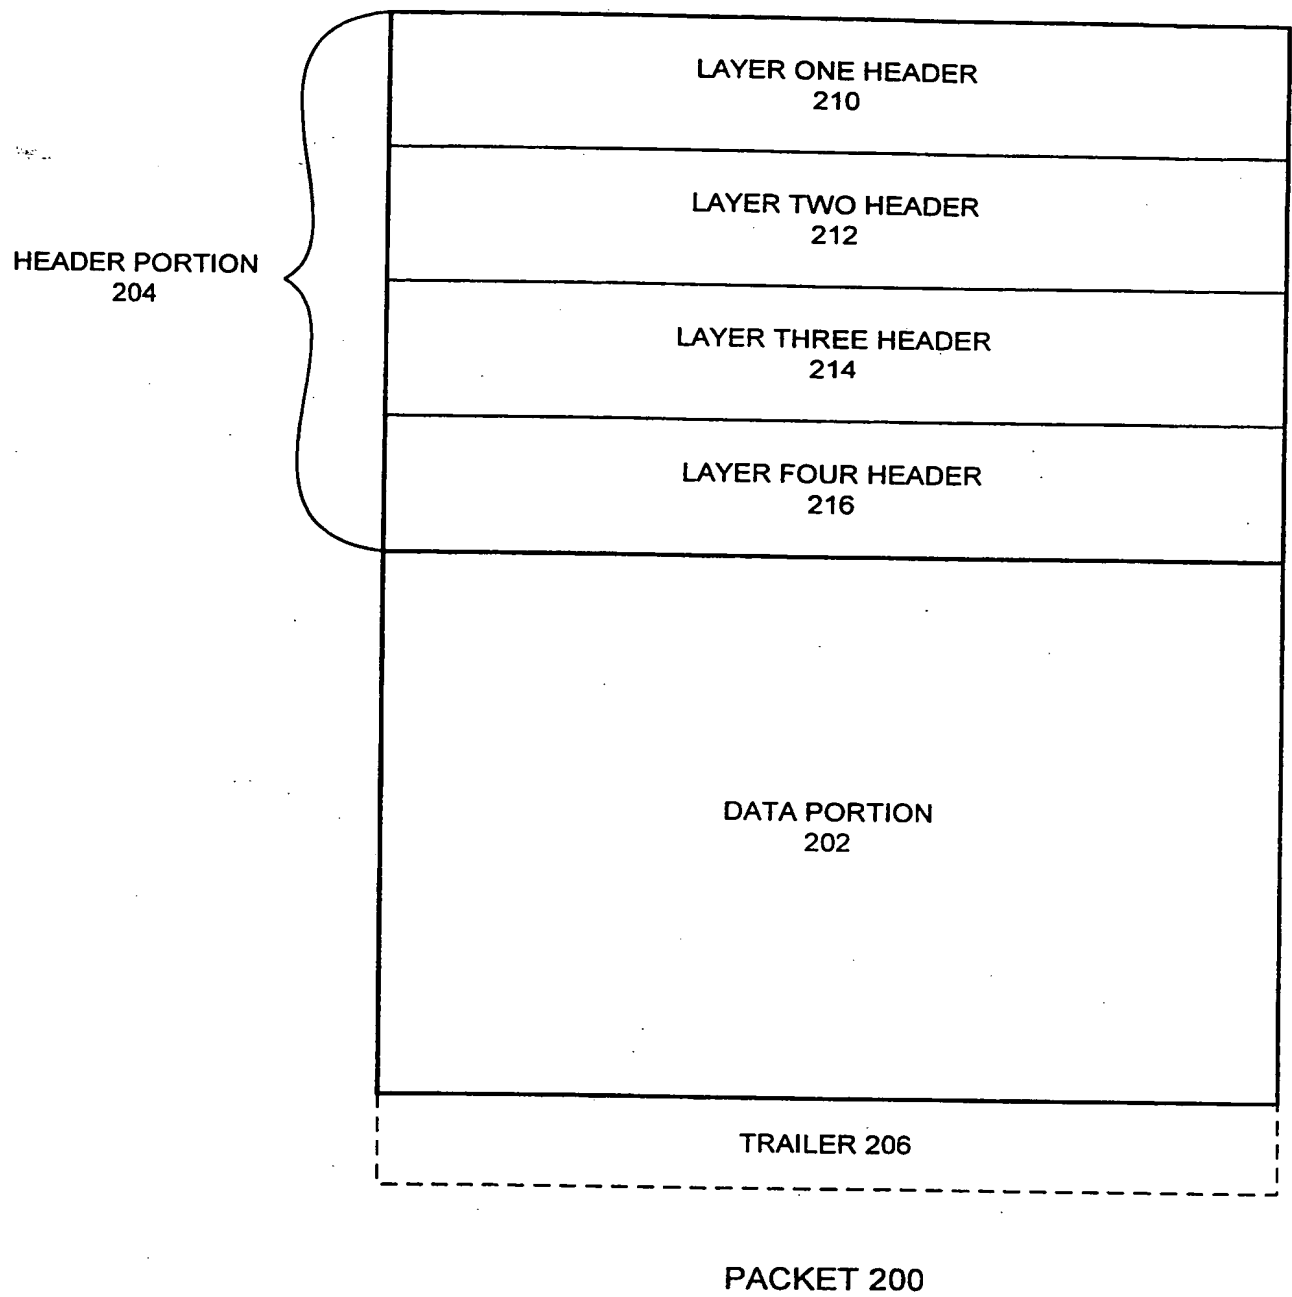 LAYER ONE HEADER
210
LAYER TWO HEADER
212
HEADER PORTION
204
LAYER THREE HEADER
214
LAYER FOUR HEADER
216
DATA PORTION
202
TRAILER 206
PACKET 200